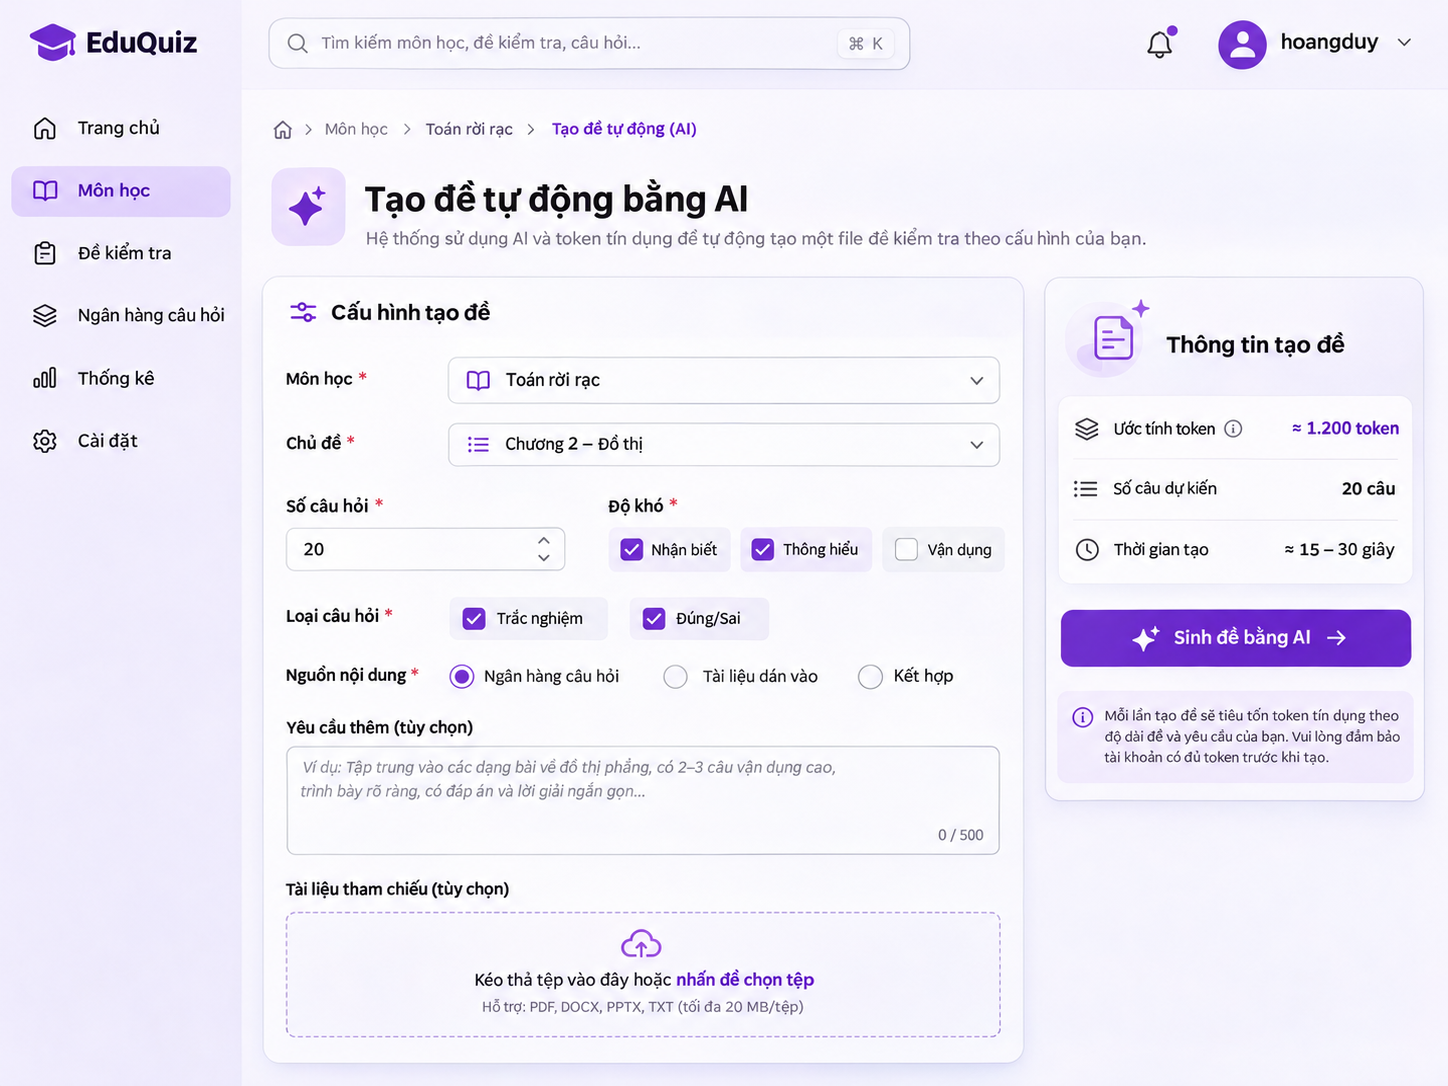 EduQuiz
Tìm kiếm môn học, đề kiểm tra, câu hỏi...
⌘ K
hoangduy
Trang chủ
Môn học
Đề kiểm tra
Ngân hàng câu hỏi
Thống kê
Cài đặt
Môn học
Toán rời rạc
Tạo đề tự động (AI)
Tạo đề tự động bằng AI
Hệ thống sử dụng AI và token tín dụng để tự động tạo một file đề kiểm tra theo cấu hình của bạn.
Cấu hình tạo đề
Môn học *
Toán rời rạc
Chủ đề *
Chương 2 – Đồ thị
Số câu hỏi *
20
Độ khó *
Nhận biết
Thông hiểu
Vận dụng
Loại câu hỏi *
Trắc nghiệm
Đúng/Sai
Nguồn nội dung *
Ngân hàng câu hỏi
Tài liệu dán vào
Kết hợp
Yêu cầu thêm (tùy chọn)
Ví dụ: Tập trung vào các dạng bài về đồ thị phẳng, có 2–3 câu vận dụng cao,
trình bày rõ ràng, có đáp án và lời giải ngắn gọn...
0 / 500
Tài liệu tham chiếu (tùy chọn)
Kéo thả tệp vào đây hoặc nhấn để chọn tệp
Hỗ trợ: PDF, DOCX, PPTX, TXT (tối đa 20 MB/tệp)
Thông tin tạo đề
Ước tính token
≈ 1.200 token
Số câu dự kiến
20 câu
Thời gian tạo
≈ 15 – 30 giây
Sinh đề bằng AI
Mỗi lần tạo đề sẽ tiêu tốn token tín dụng theo
độ dài đề và yêu cầu của bạn. Vui lòng đảm bảo
tài khoản có đủ token trước khi tạo.